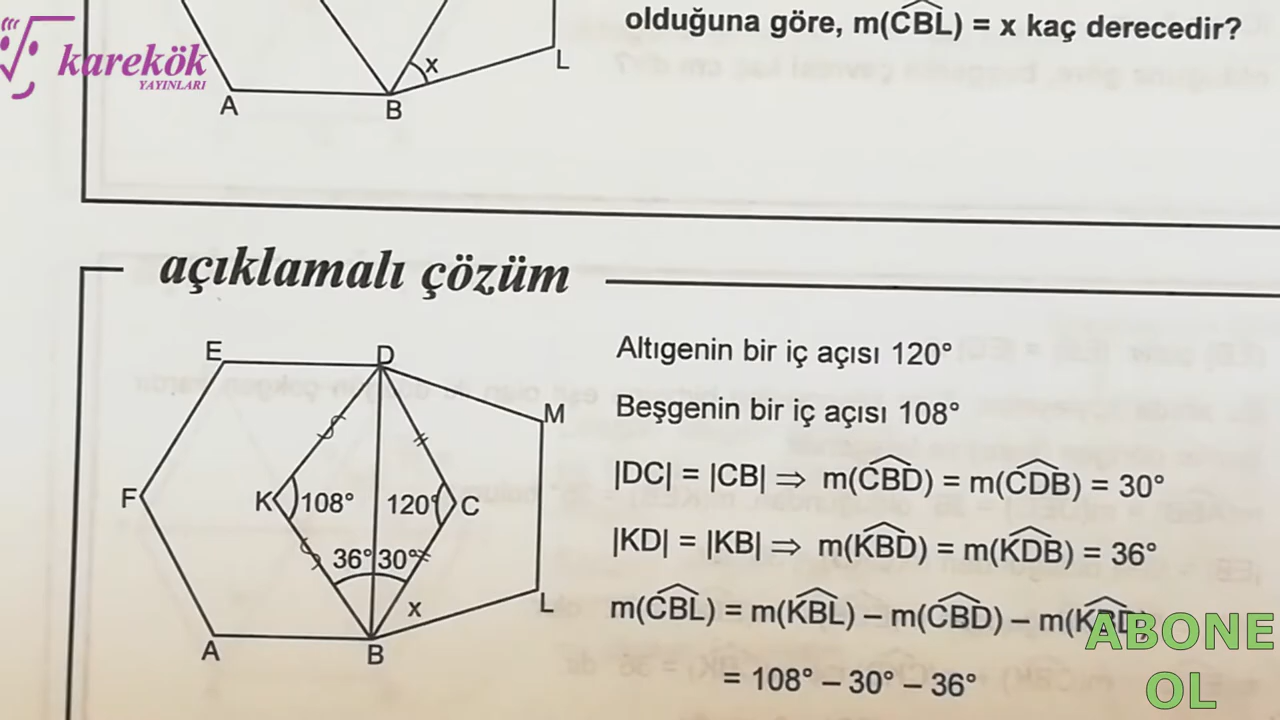 karekök
YAYINLARI
olduğuna göre, m(CBL) = x kaç derecedir?
x
L
A
B
açıklamalı çözüm
E
D
M
F
K
108°
120°
C
36°
30°
x
L
A
B
Altıgenin bir iç açısı 120°
Beşgenin bir iç açısı 108°
|DC| = |CB| ⇒ m(CBD) = m(CDB) = 30°
|KD| = |KB| ⇒ m(KBD) = m(KDB) = 36°
m(CBL) = m(KBL) – m(CBD) – m(KBD)
= 108° – 30° – 36°
ABONE
OL